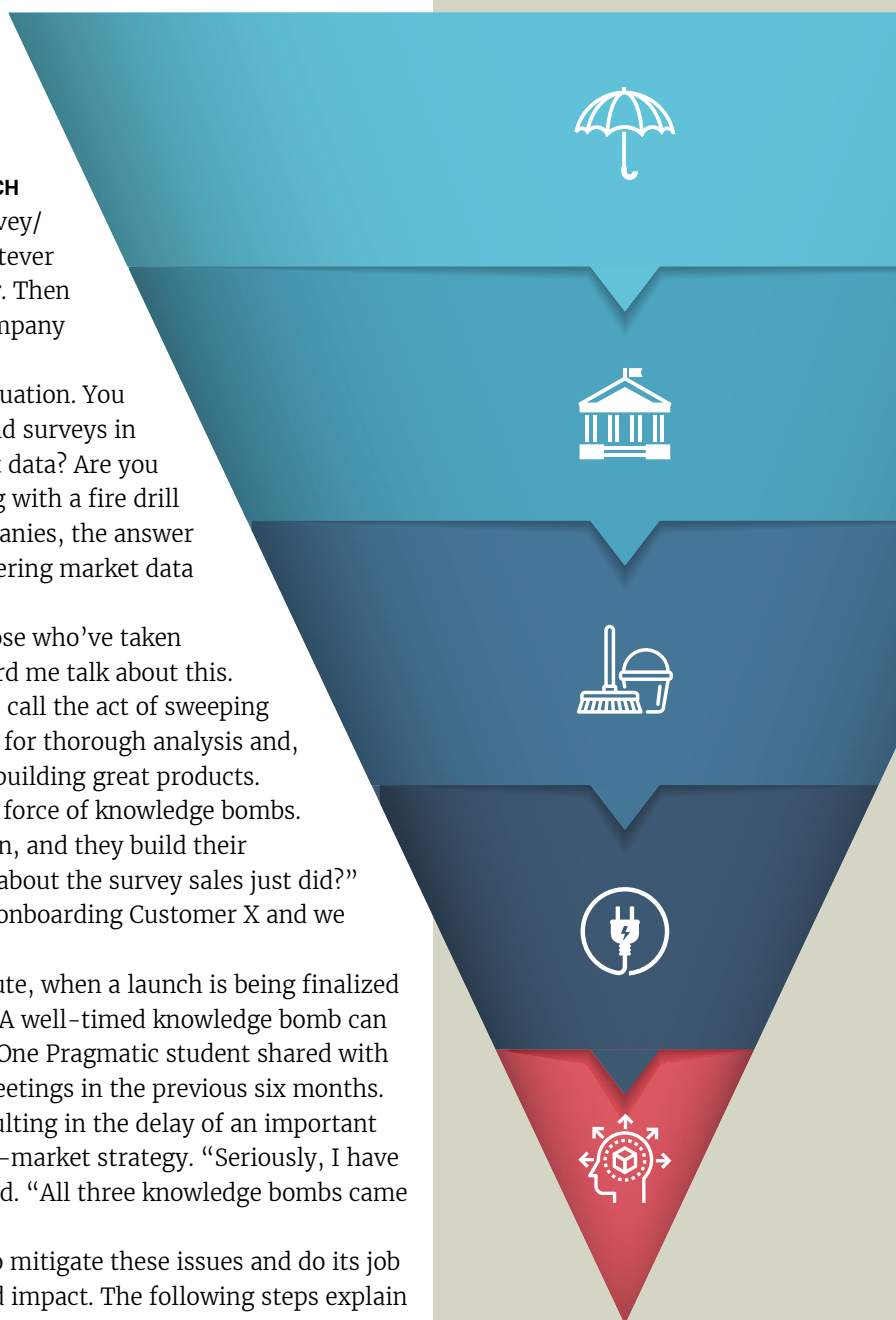 CH
vey/
tever
. Then
mpany
uation. You
nd surveys in
t data? Are you
g with a fire drill
anies, the answer
ering market data
ose who’ve taken
rd me talk about this.
call the act of sweeping
for thorough analysis and,
building great products.
force of knowledge bombs.
n, and they build their
about the survey sales just did?”
onboarding Customer X and we
ute, when a launch is being finalized
A well-timed knowledge bomb can
One Pragmatic student shared with
eetings in the previous six months.
ulting in the delay of an important
-market strategy. “Seriously, I have
d. “All three knowledge bombs came
o mitigate these issues and do its job
d impact. The following steps explain